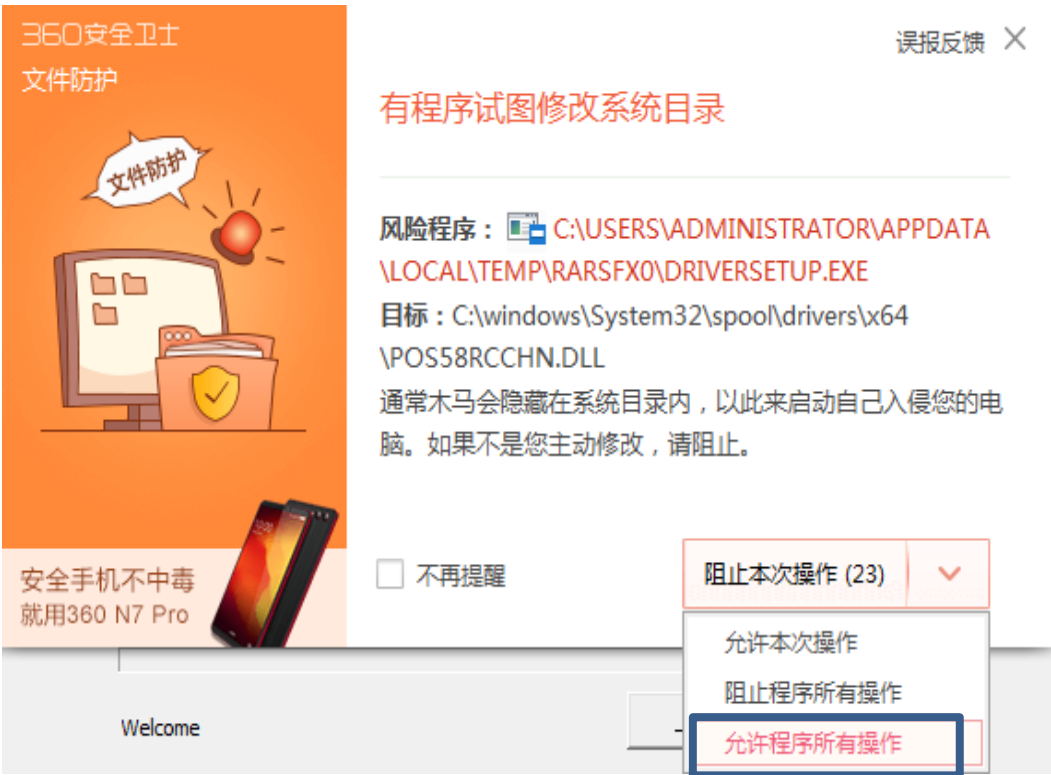 360安全卫士
文件防护
文件防护
安全手机不中毒
就用360 N7 Pro
误报反馈
有程序试图修改系统目录
风险程序： C:\USERS\ADMINISTRATOR\APPDATA
\LOCAL\TEMP\RARSFX0\DRIVERSETUP.EXE
目标：C:\windows\System32\spool\drivers\x64
\POS58RCCHN.DLL
通常木马会隐藏在系统目录内，以此来启动自己入侵您的电
脑。如果不是您主动修改，请阻止。
不再提醒
阻止本次操作 (23)
允许本次操作
阻止程序所有操作
允许程序所有操作
Welcome